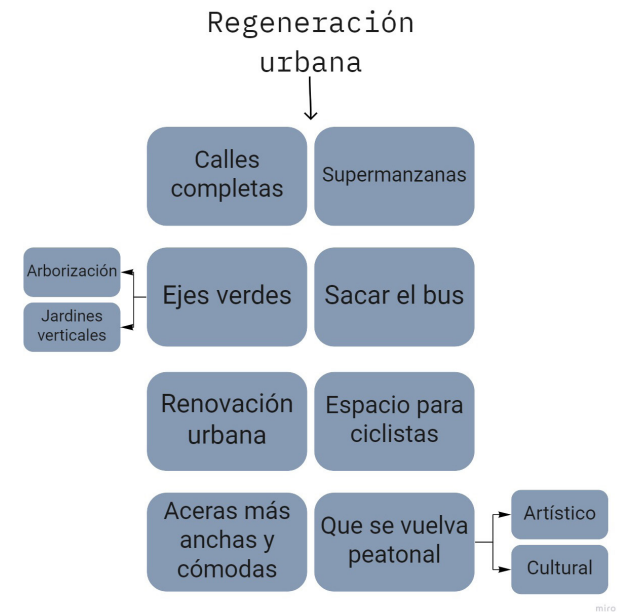 Regeneración
urbana
Calles
completas
Supermanzanas
Arborización
Jardines
verticales
Ejes verdes
Sacar el bus
Renovación
urbana
Espacio para
ciclistas
Aceras más
anchas y
cómodas
Que se vuelva
peatonal
Artístico
Cultural
miro